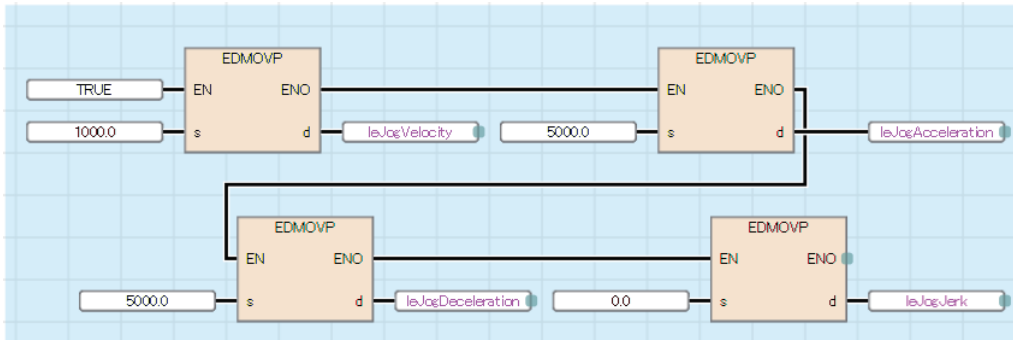 EDMOVP EDMOVP
TRUE EN ENO EN ENO
1000.0 s d leJogVelocity 5000.0 s d leJogAcceleration
EDMOVP EDMOVP
EN ENO EN ENO
5000.0 s d leJogDeceleration 0.0 s d leJogJerk